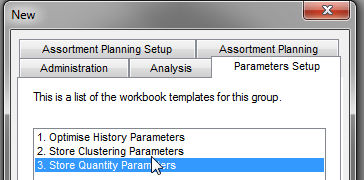 New
Assortment Planning Setup Assortment Planning
Administration Analysis Parameters Setup
This is a list of the workbook templates for this group.
1. Optimise History Parameters
2. Store Clustering Parameters
3. Store Quantity Parameters